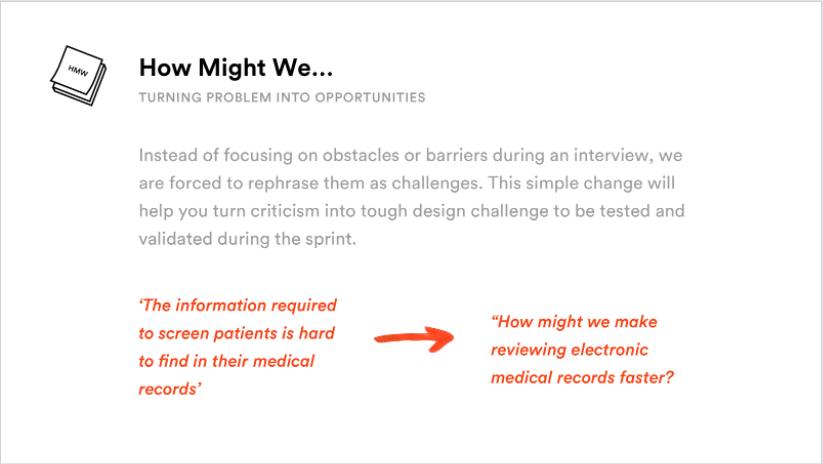 HMW
How Might We...
TURNING PROBLEM INTO OPPORTUNITIES
Instead of focusing on obstacles or barriers during an interview, we
are forced to rephrase them as challenges. This simple change will
help you turn criticism into tough design challenge to be tested and
validated during the sprint.
‘The information required
to screen patients is hard
to find in their medical
records’
“How might we make
reviewing electronic
medical records faster?